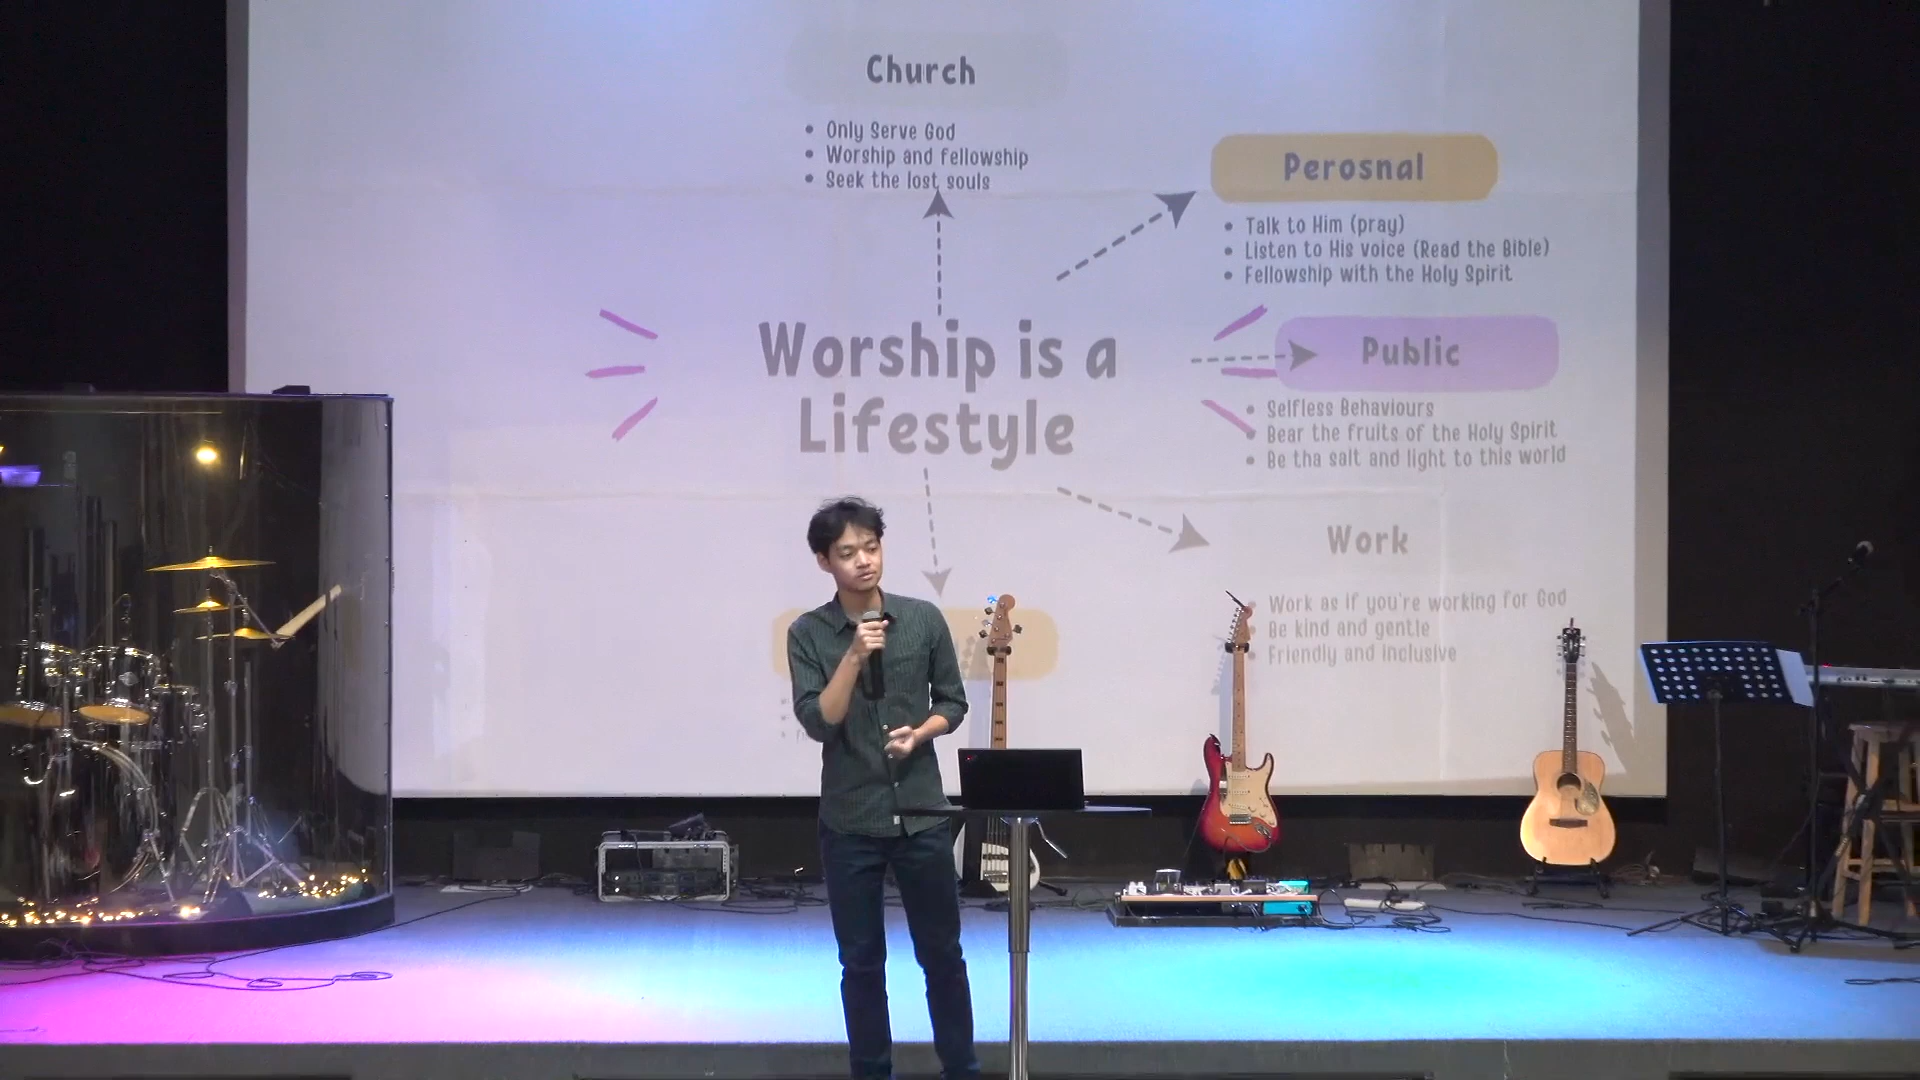 Church
• Only Serve God
• Worship and fellowship
• Seek the lost souls
Perosnal
• Talk to Him (pray)
• Listen to His voice (Read the Bible)
• Fellowship with the Holy Spirit
Worship is a
Lifestyle
Public
• Selfless Behaviours
• Bear the fruits of the Holy Spirit
• Be tha salt and light to this world
Work
• Work as if you're working for God
• Be kind and gentle
• Friendly and inclusive